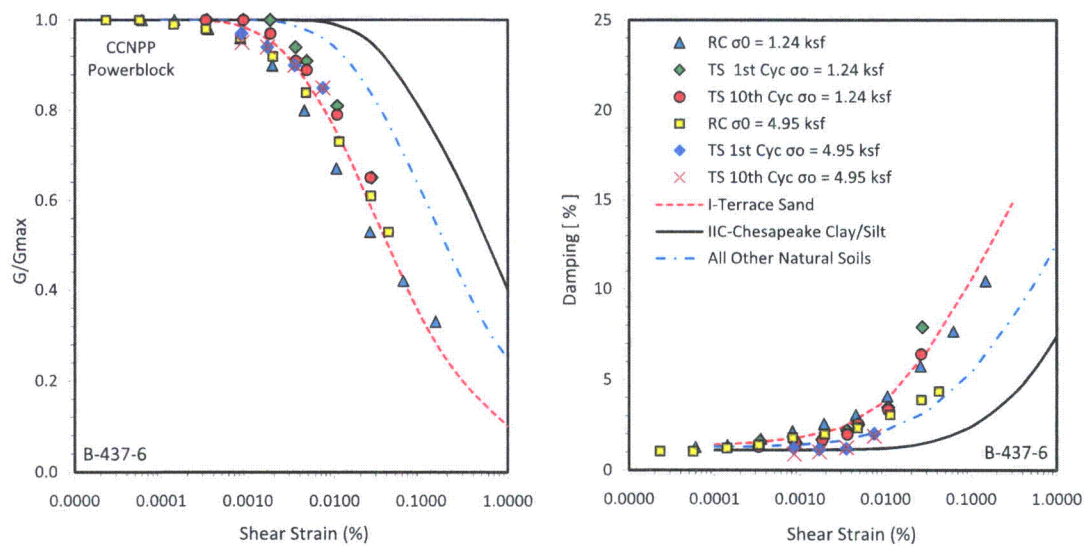 1.0
0.8
0.6
0.4
0.2
0.0
G/Gmax
CCNPP
Powerblock
B-437-6
0.0000 0.0001 0.0010 0.0100 0.1000 1.0000
Shear Strain (%)
25
20
15
10
5
0
Damping [ % ]
RC σ0 = 1.24 ksf
TS 1st Cyc σo = 1.24 ksf
TS 10th Cyc σo = 1.24 ksf
RC σ0 = 4.95 ksf
TS 1st Cyc σo = 4.95 ksf
TS 10th Cyc σo = 4.95 ksf
I-Terrace Sand
IIC-Chesapeake Clay/Silt
All Other Natural Soils
B-437-6
0.0000 0.0001 0.0010 0.0100 0.1000 1.0000
Shear Strain (%)